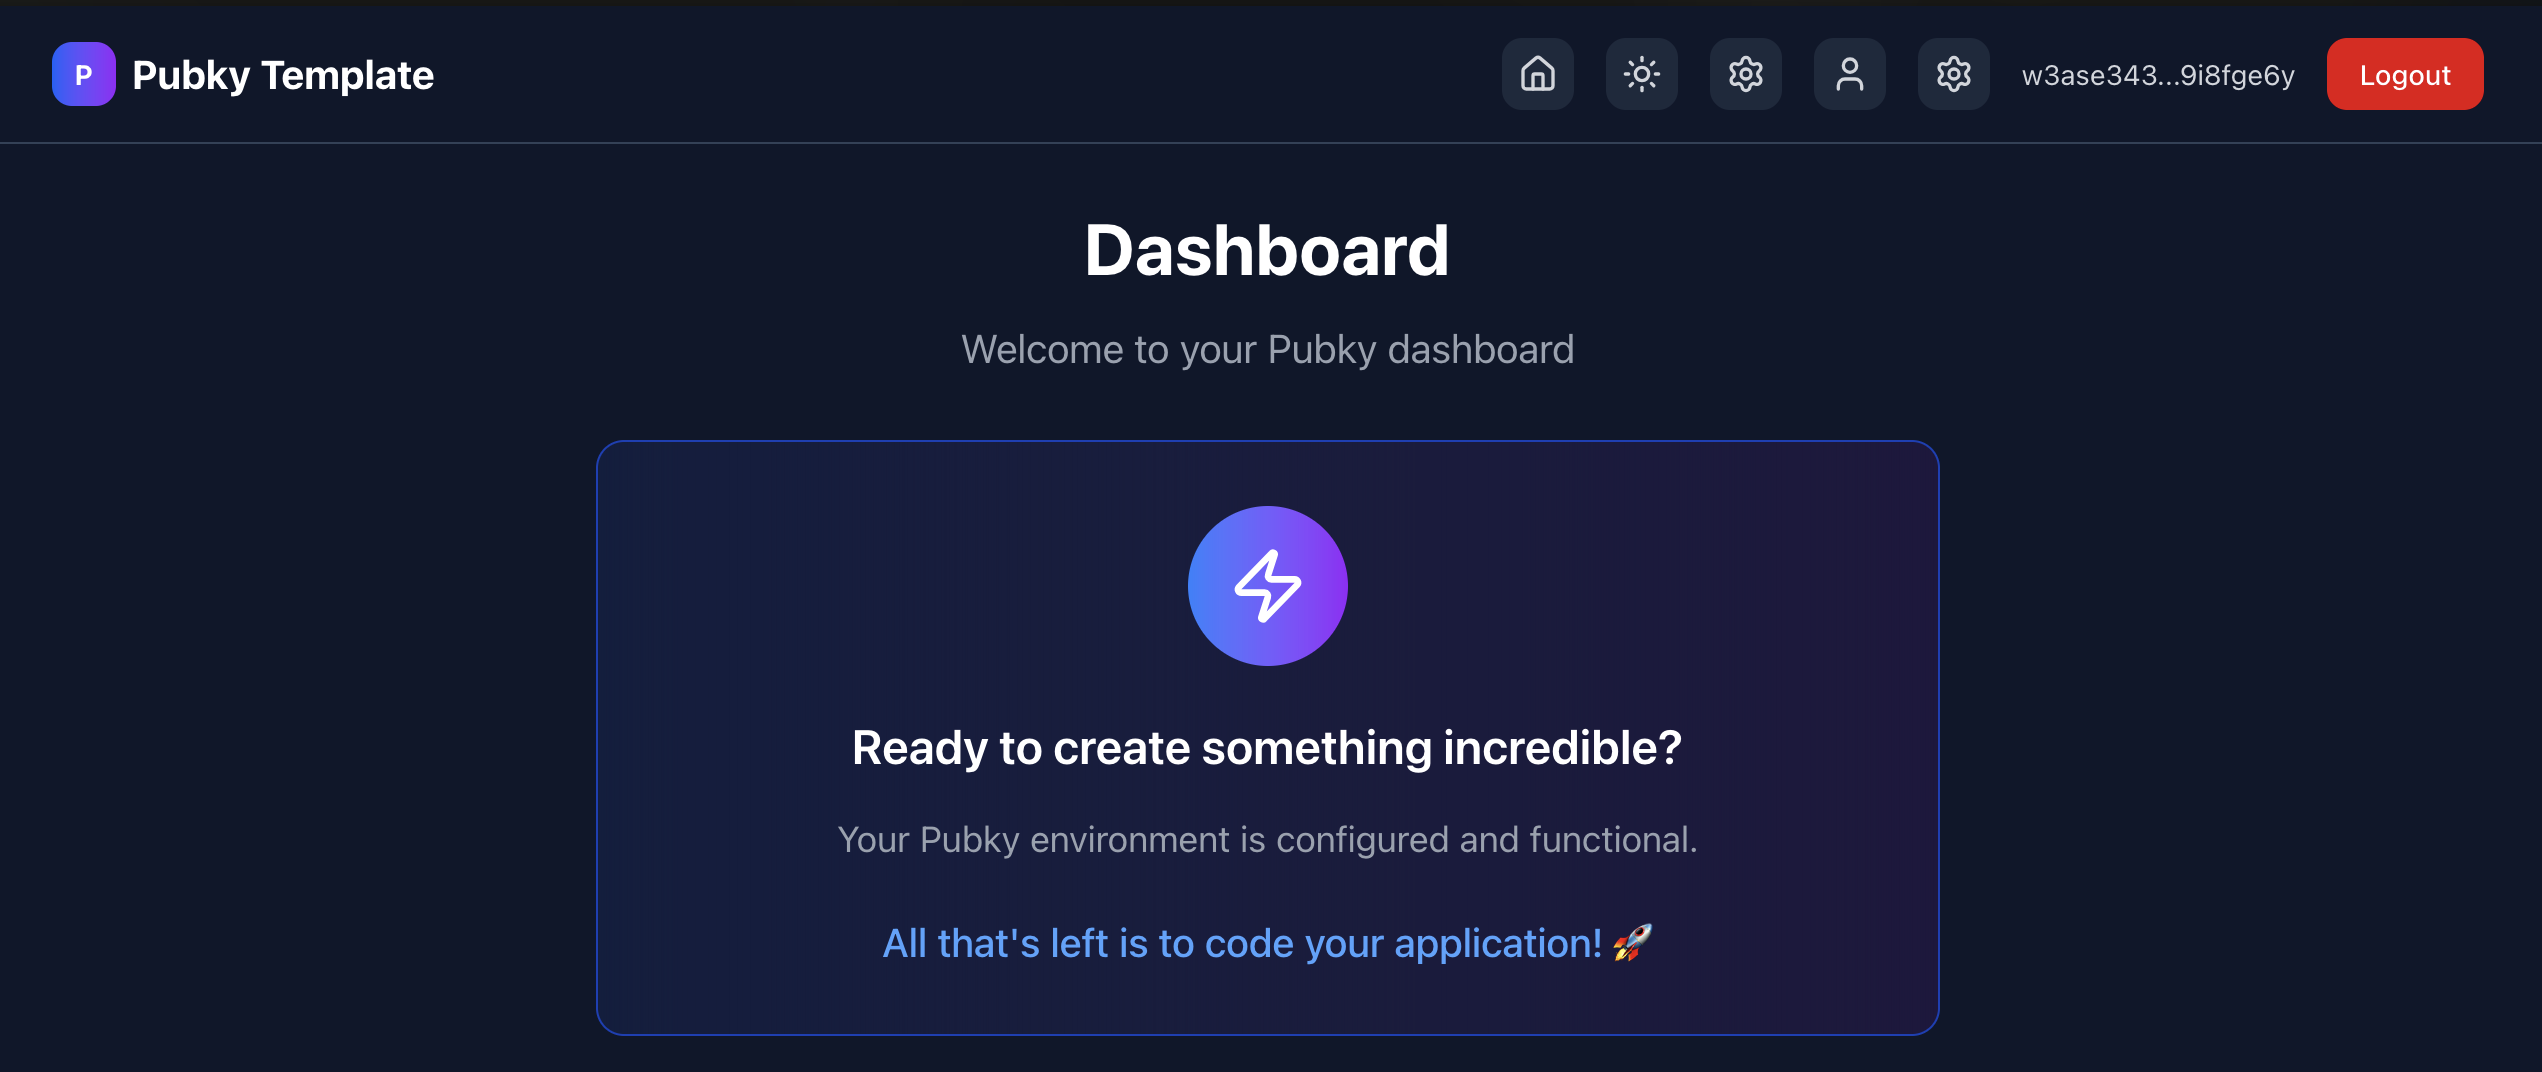 P
Pubky Template
w3ase343...9i8fge6y
Logout
Dashboard
Welcome to your Pubky dashboard
Ready to create something incredible?
Your Pubky environment is configured and functional.
All that's left is to code your application! 🚀